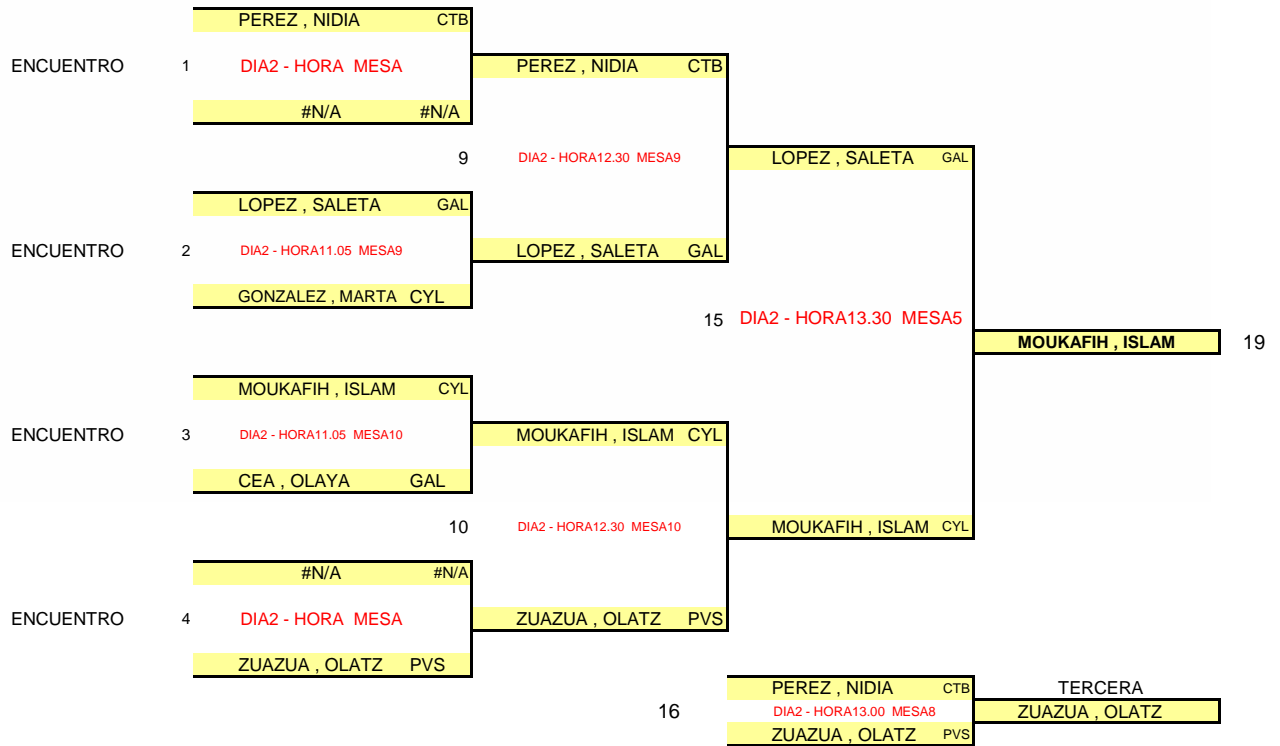 PEREZ , NIDIA CTB
ENCUENTRO 1 DIA2 - HORA MESA PEREZ , NIDIA CTB
#N/A #N/A
9 DIA2 - HORA12.30 MESA9 LOPEZ , SALETA GAL
LOPEZ , SALETA GAL
ENCUENTRO 2 DIA2 - HORA11.05 MESA9 LOPEZ , SALETA GAL
GONZALEZ , MARTA CYL
15 DIA2 - HORA13.30 MESA5
MOUKAFIH , ISLAM 19
MOUKAFIH , ISLAM CYL
ENCUENTRO 3 DIA2 - HORA11.05 MESA10 MOUKAFIH , ISLAM CYL
CEA , OLAYA GAL
10 DIA2 - HORA12.30 MESA10 MOUKAFIH , ISLAM CYL
#N/A #N/A
ENCUENTRO 4 DIA2 - HORA MESA ZUAZUA , OLATZ PVS
ZUAZUA , OLATZ PVS
PEREZ , NIDIA CTB TERCERA
16 DIA2 - HORA13.00 MESA8 ZUAZUA , OLATZ
ZUAZUA , OLATZ PVS